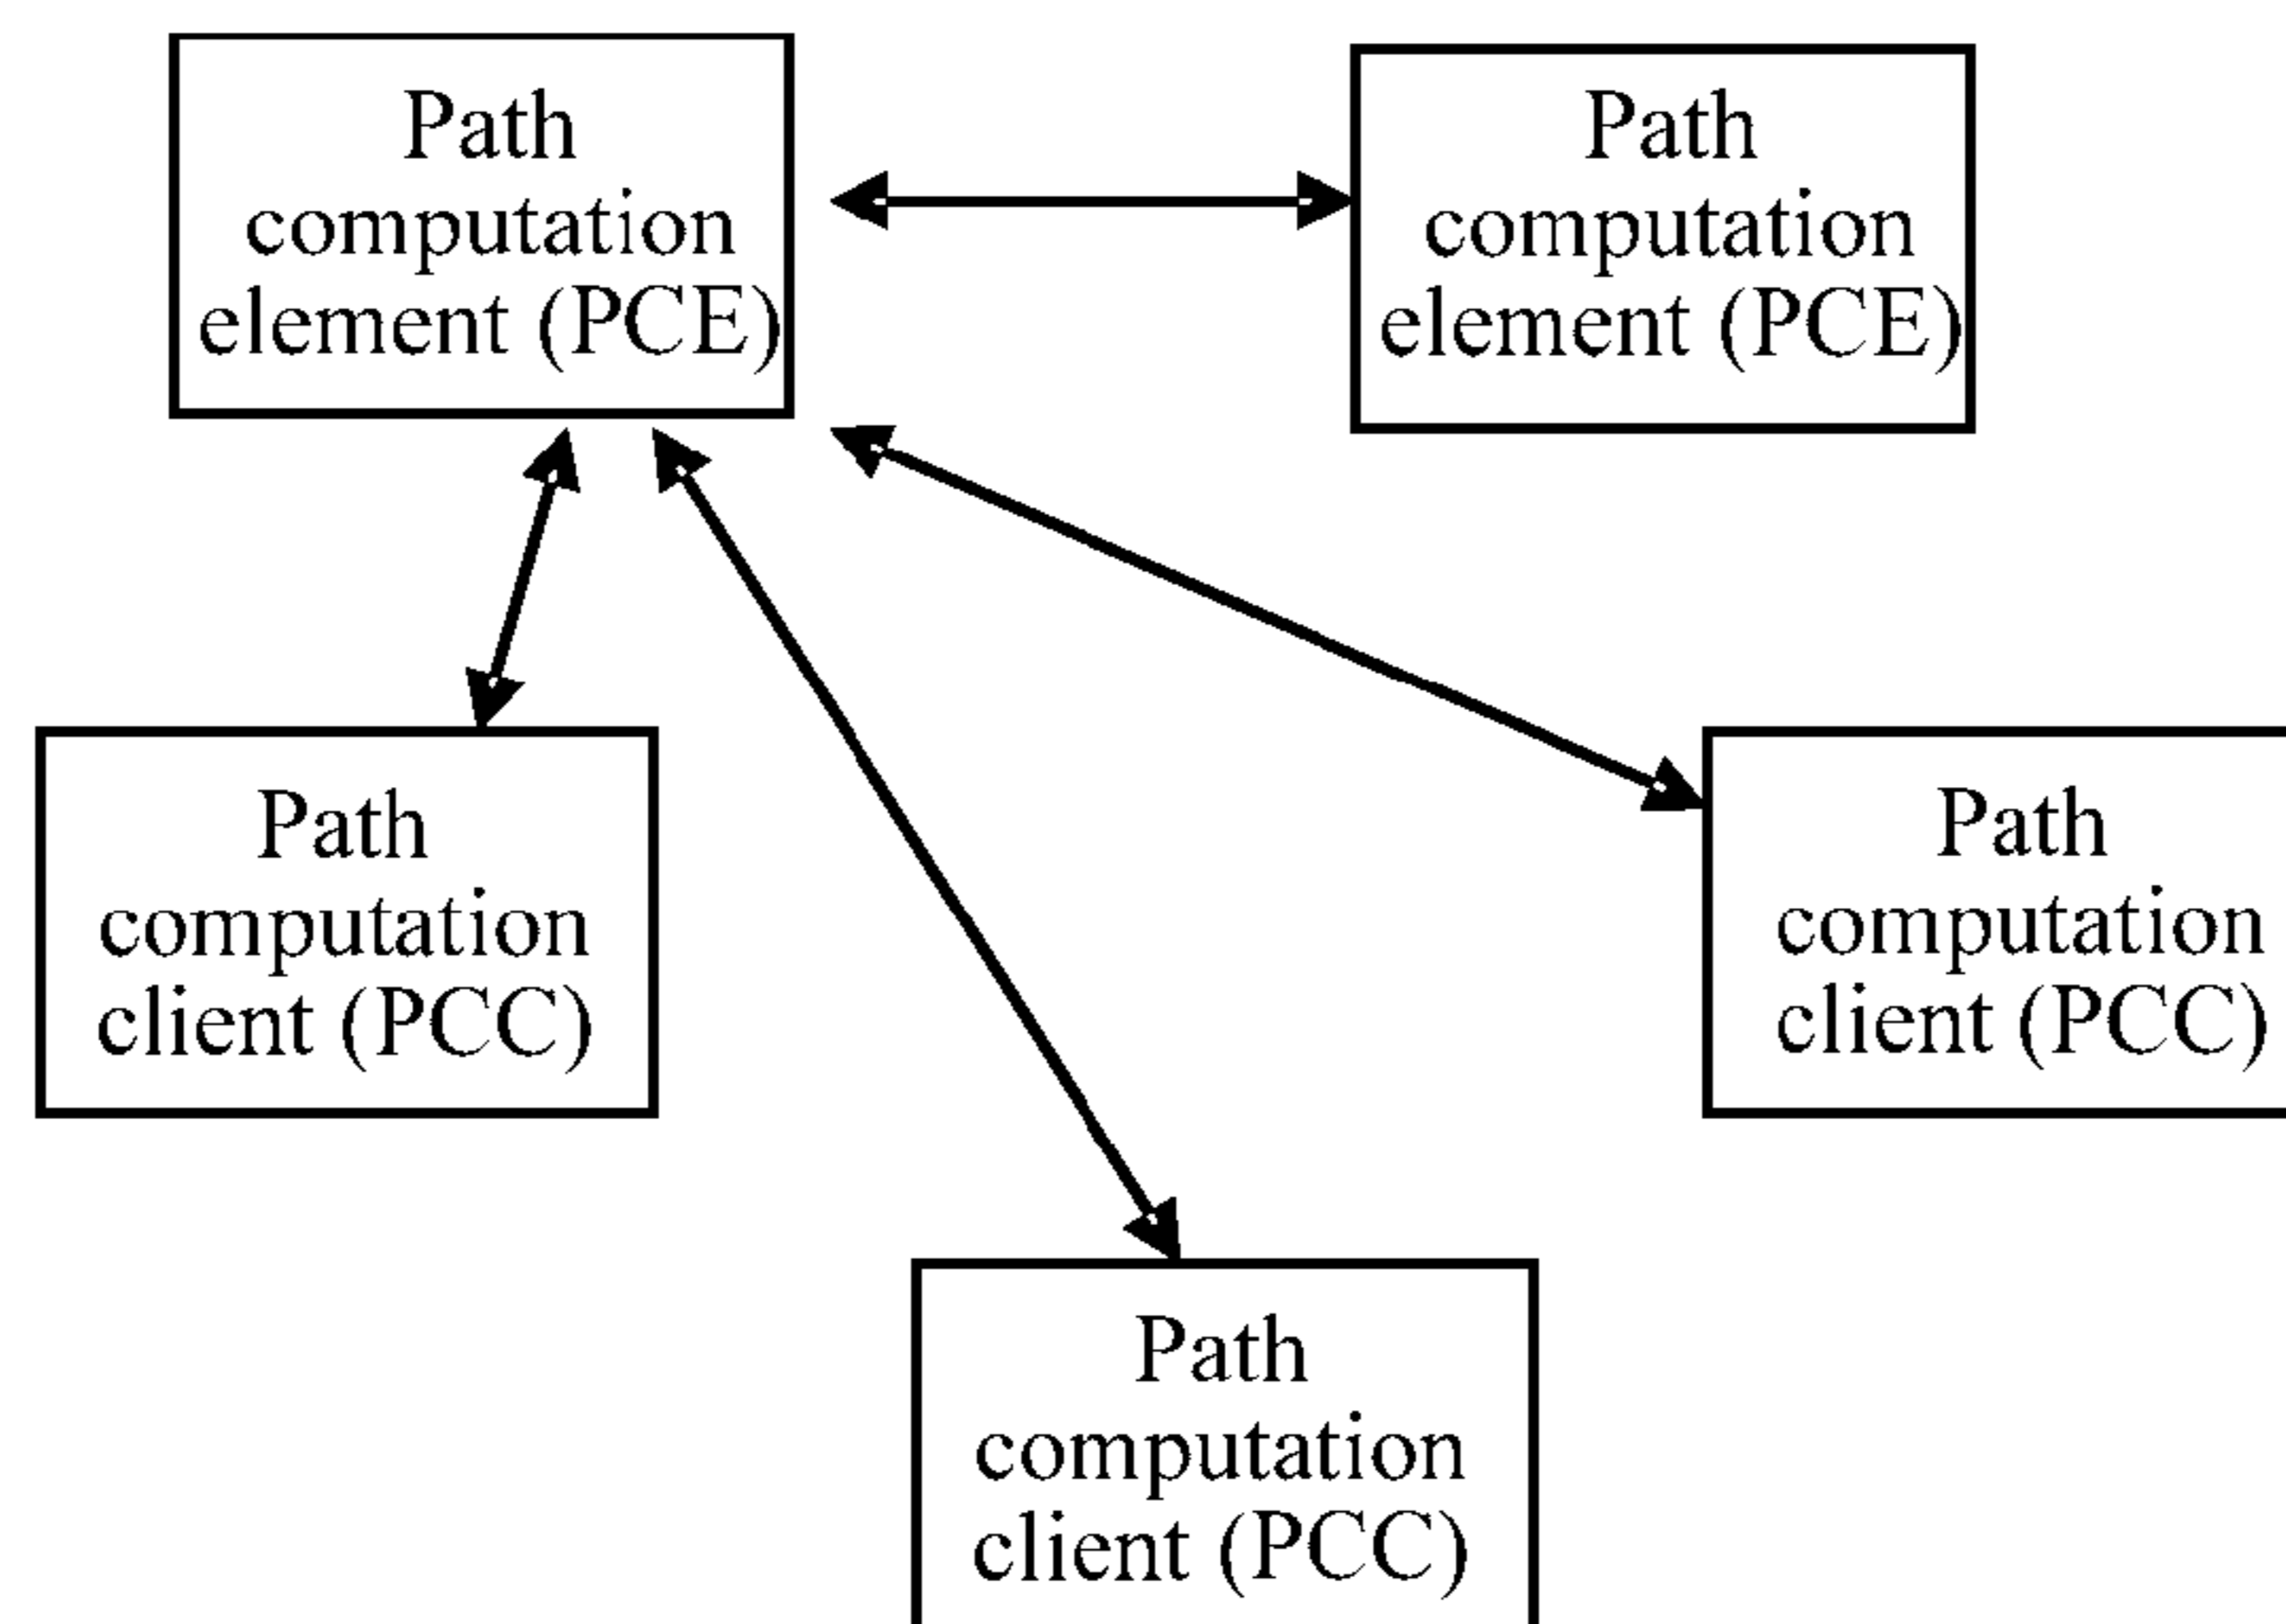 Path
computation
element (PCE)
Path
computation
element (PCE)
Path
computation
client (PCC)
Path
computation
client (PCC)
Path
computation
client (PCC)